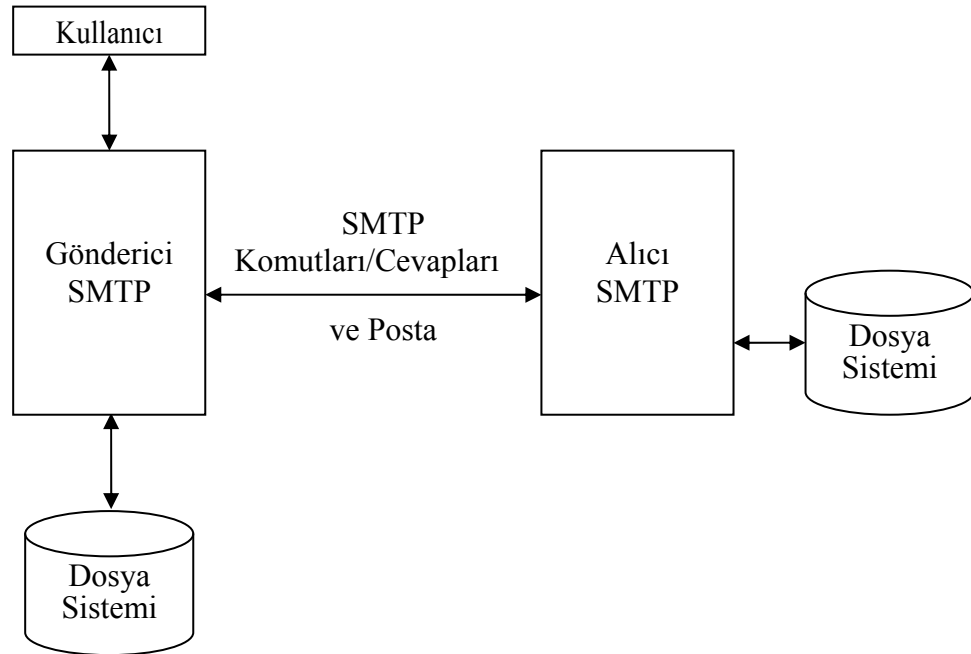 Kullanıcı
Gönderici
SMTP
SMTP
Komutları/Cevapları
ve Posta
Alıcı
SMTP
Dosya
Sistemi
Dosya
Sistemi